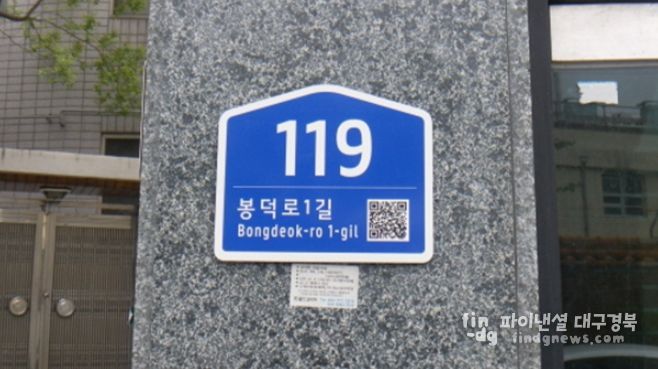 119
봉덕로1길
Bongdeok-ro 1-gil
fin 파이낸셜 대구경북
dg findgnews.com